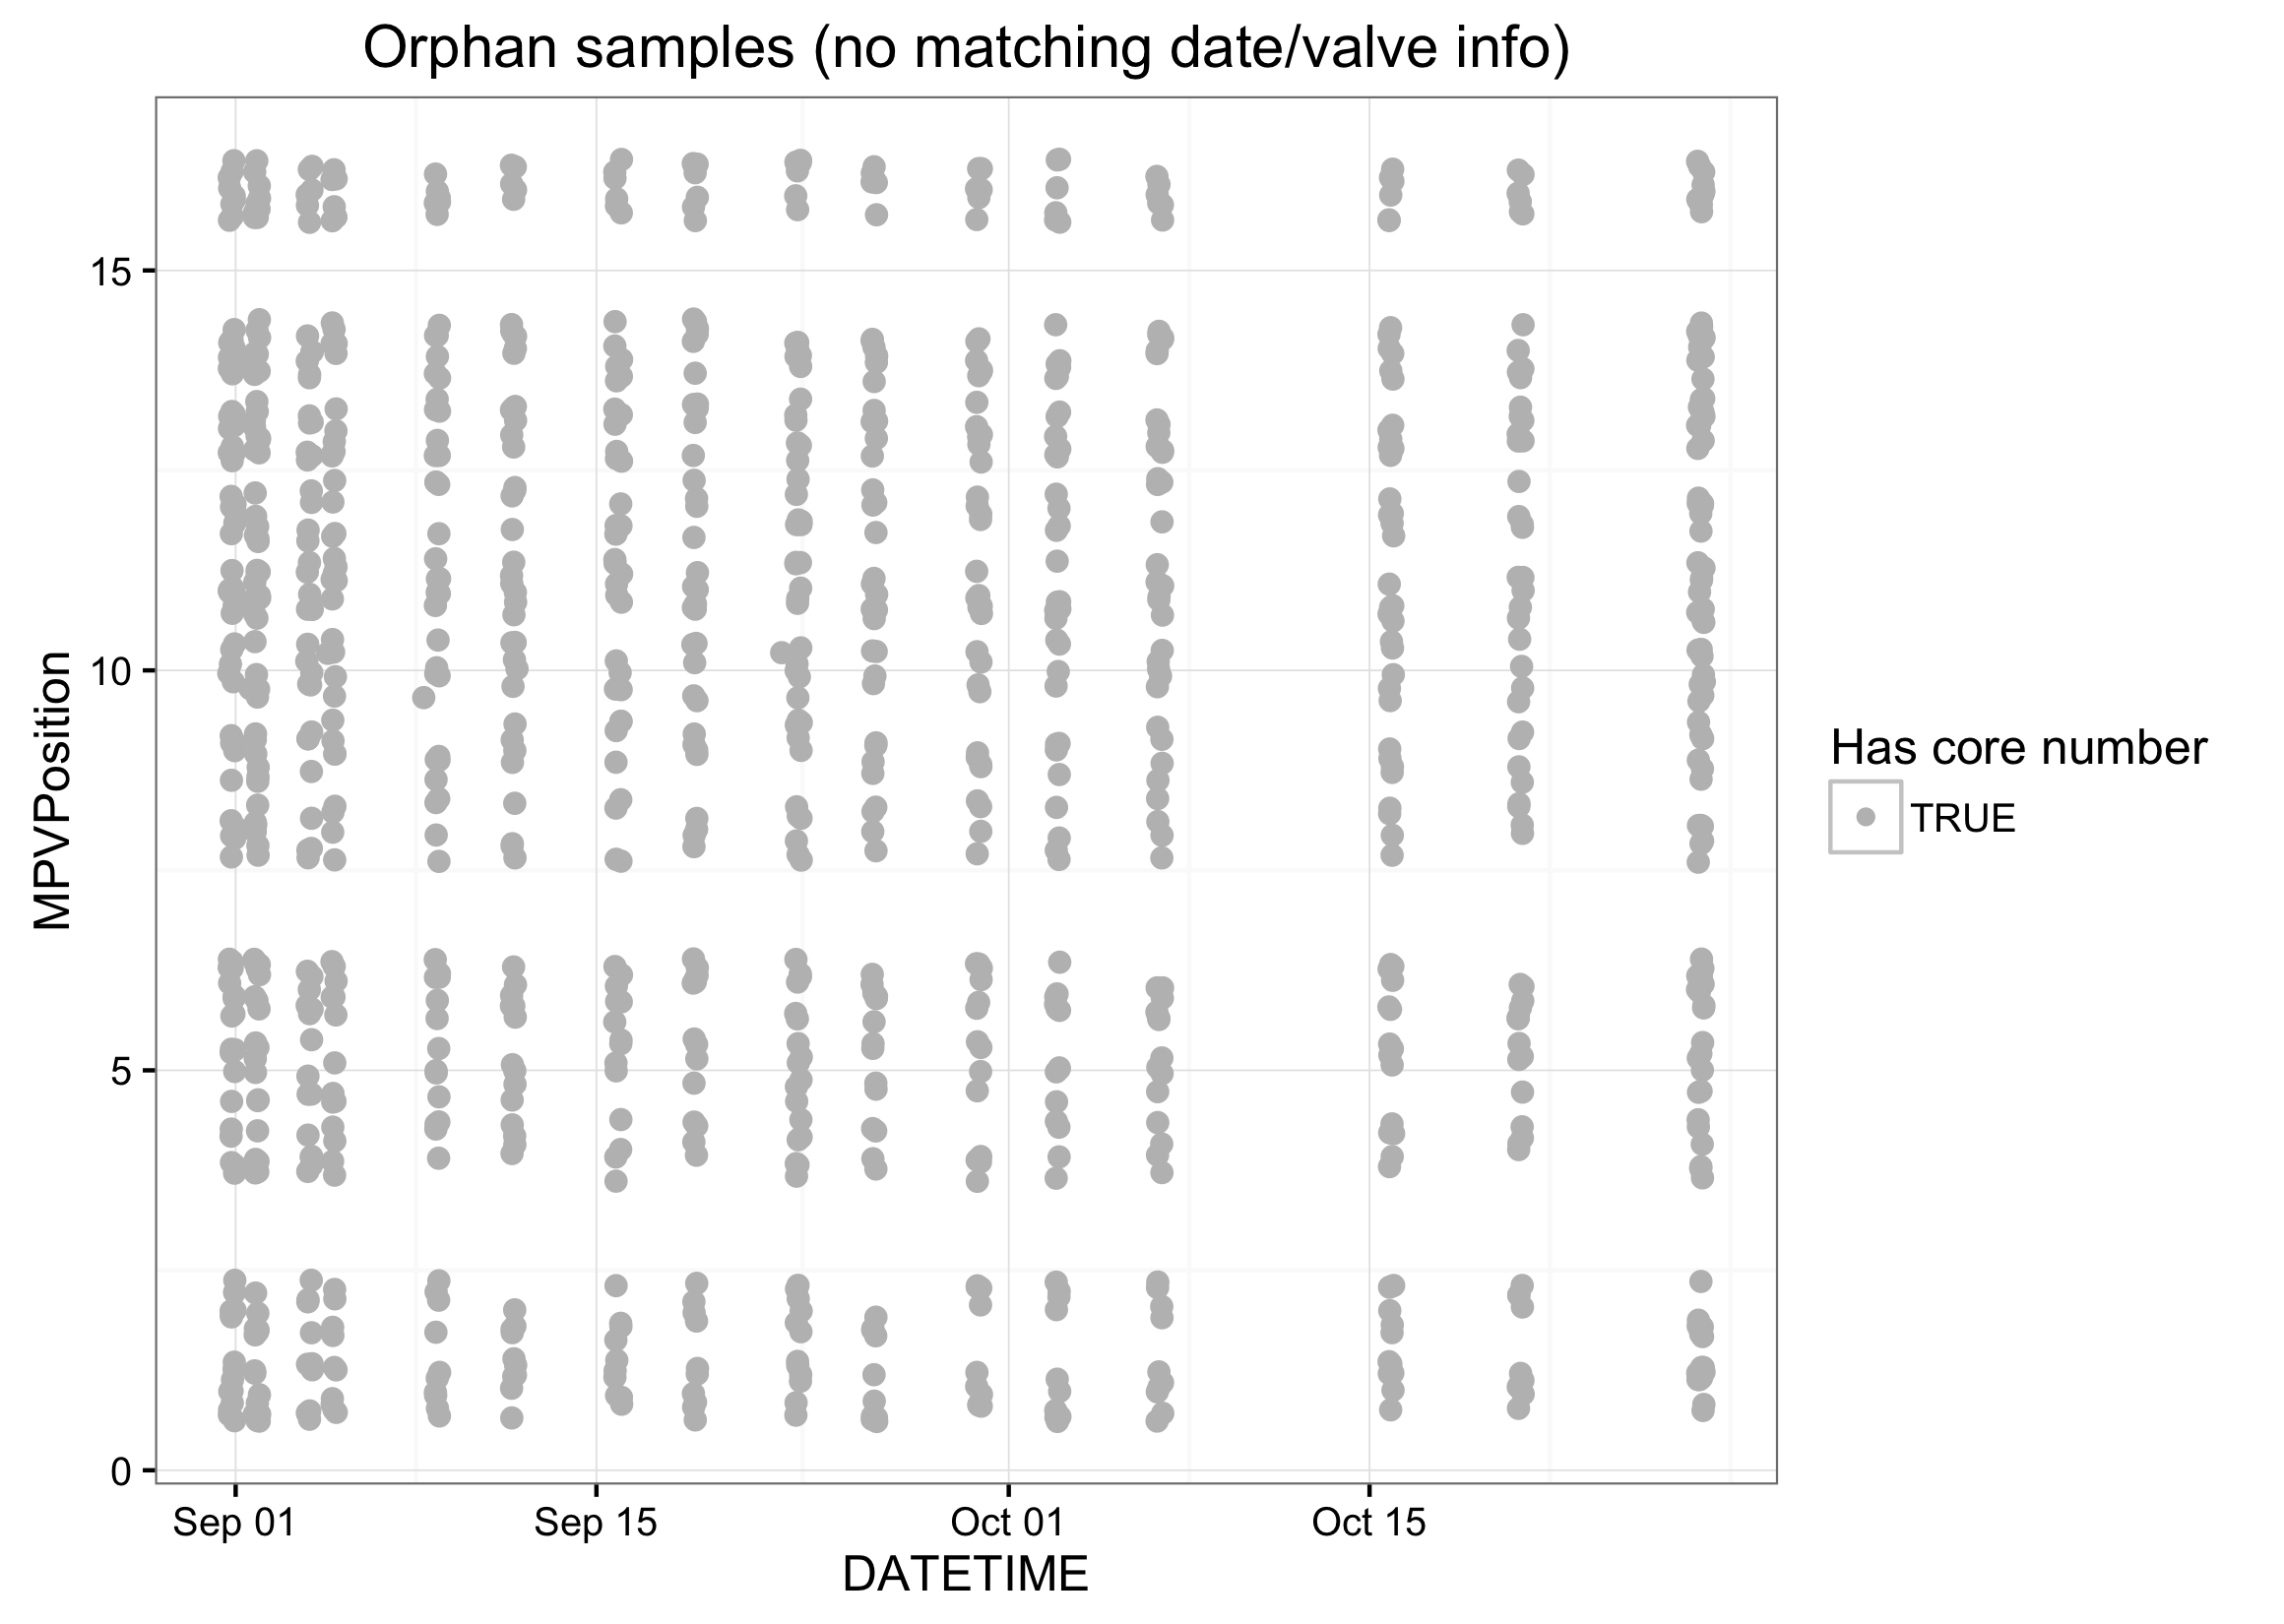 Orphan samples (no matching date/valve info)
15
10
5
0
MPVPosition
Sep 01
Sep 15
Oct 01
Oct 15
DATETIME
Has core number
TRUE